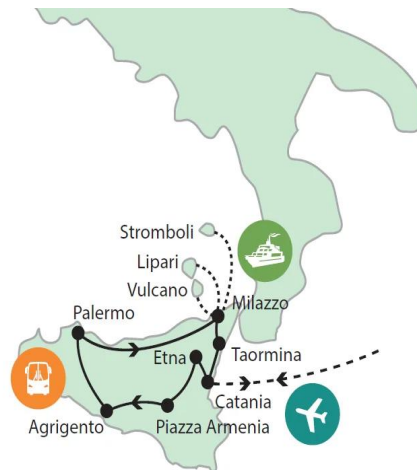 Stromboli
Lipari
Vulcano
Milazzo
Palermo
Etna
Taormina
Catania
Agrigento
Piazza Armenia